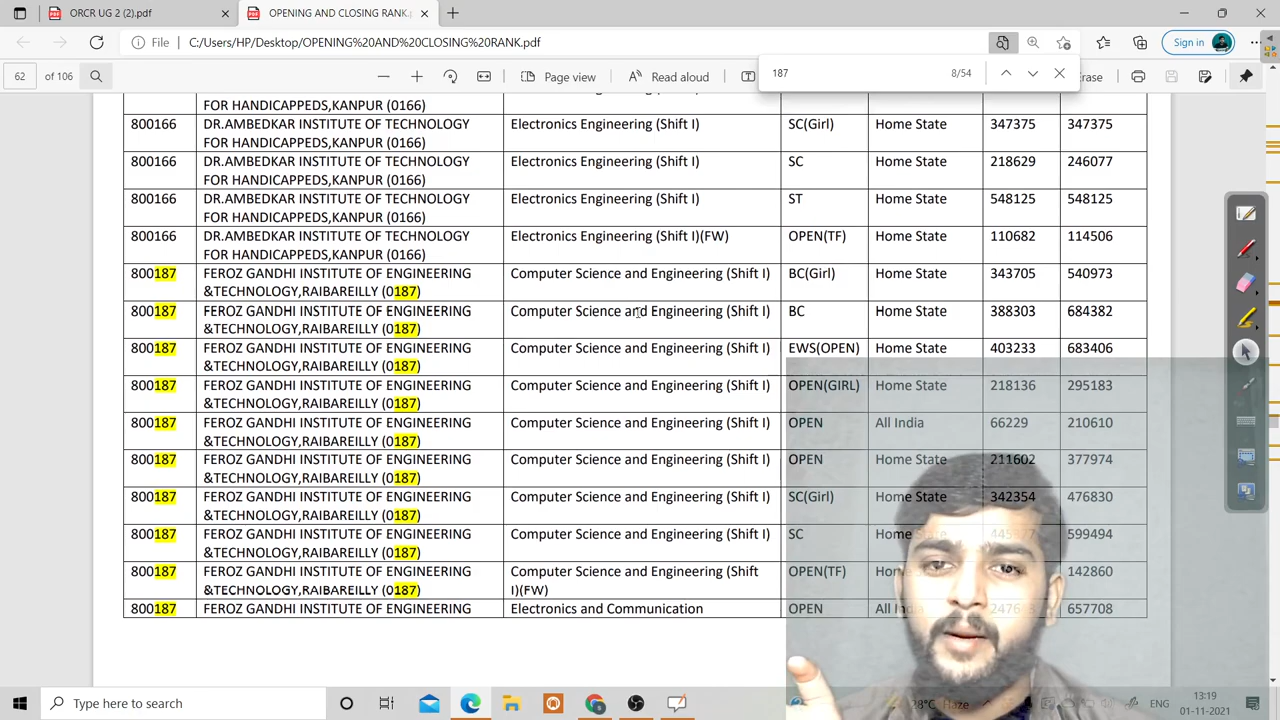 ORCR UG 2 (2).pdf
OPENING AND CLOSING RANK.pdf
File C:/Users/HP/Desktop/OPENING%20AND%20CLOSING%20RANK.pdf
Sign in
62 of 106
Page view
Read aloud
187 8/54
Erase
FOR HANDICAPPEDS,KANPUR (0166)
800166 DR.AMBEDKAR INSTITUTE OF TECHNOLOGY Electronics Engineering (Shift I) SC(Girl) Home State 347375 347375
FOR HANDICAPPEDS,KANPUR (0166)
800166 DR.AMBEDKAR INSTITUTE OF TECHNOLOGY Electronics Engineering (Shift I) SC Home State 218629 246077
FOR HANDICAPPEDS,KANPUR (0166)
800166 DR.AMBEDKAR INSTITUTE OF TECHNOLOGY Electronics Engineering (Shift I) ST Home State 548125 548125
FOR HANDICAPPEDS,KANPUR (0166)
800166 DR.AMBEDKAR INSTITUTE OF TECHNOLOGY Electronics Engineering (Shift I)(FW) OPEN(TF) Home State 110682 114506
FOR HANDICAPPEDS,KANPUR (0166)
800187 FEROZ GANDHI INSTITUTE OF ENGINEERING Computer Science and Engineering (Shift I) BC(Girl) Home State 343705 540973
&TECHNOLOGY,RAIBAREILLY (0187)
800187 FEROZ GANDHI INSTITUTE OF ENGINEERING Computer Science and Engineering (Shift I) BC Home State 388303 684382
&TECHNOLOGY,RAIBAREILLY (0187)
800187 FEROZ GANDHI INSTITUTE OF ENGINEERING Computer Science and Engineering (Shift I) EWS(OPEN) Home State 403233 683406
&TECHNOLOGY,RAIBAREILLY (0187)
800187 FEROZ GANDHI INSTITUTE OF ENGINEERING Computer Science and Engineering (Shift I) OPEN(GIRL) Home State 218136 295183
&TECHNOLOGY,RAIBAREILLY (0187)
800187 FEROZ GANDHI INSTITUTE OF ENGINEERING Computer Science and Engineering (Shift I) OPEN All India 66229 210610
&TECHNOLOGY,RAIBAREILLY (0187)
800187 FEROZ GANDHI INSTITUTE OF ENGINEERING Computer Science and Engineering (Shift I) OPEN Home State 211602 377974
&TECHNOLOGY,RAIBAREILLY (0187)
800187 FEROZ GANDHI INSTITUTE OF ENGINEERING Computer Science and Engineering (Shift I) SC(Girl) Home State 342354 476830
&TECHNOLOGY,RAIBAREILLY (0187)
800187 FEROZ GANDHI INSTITUTE OF ENGINEERING Computer Science and Engineering (Shift I) SC Home State 599494
&TECHNOLOGY,RAIBAREILLY (0187)
800187 FEROZ GANDHI INSTITUTE OF ENGINEERING Computer Science and Engineering (Shift OPEN(TF) 142860
&TECHNOLOGY,RAIBAREILLY (0187) I)(FW)
800187 FEROZ GANDHI INSTITUTE OF ENGINEERING Electronics and Communication OPEN All India 657708
Type here to search
28°C Haze
ENG
13:19
01-11-2021